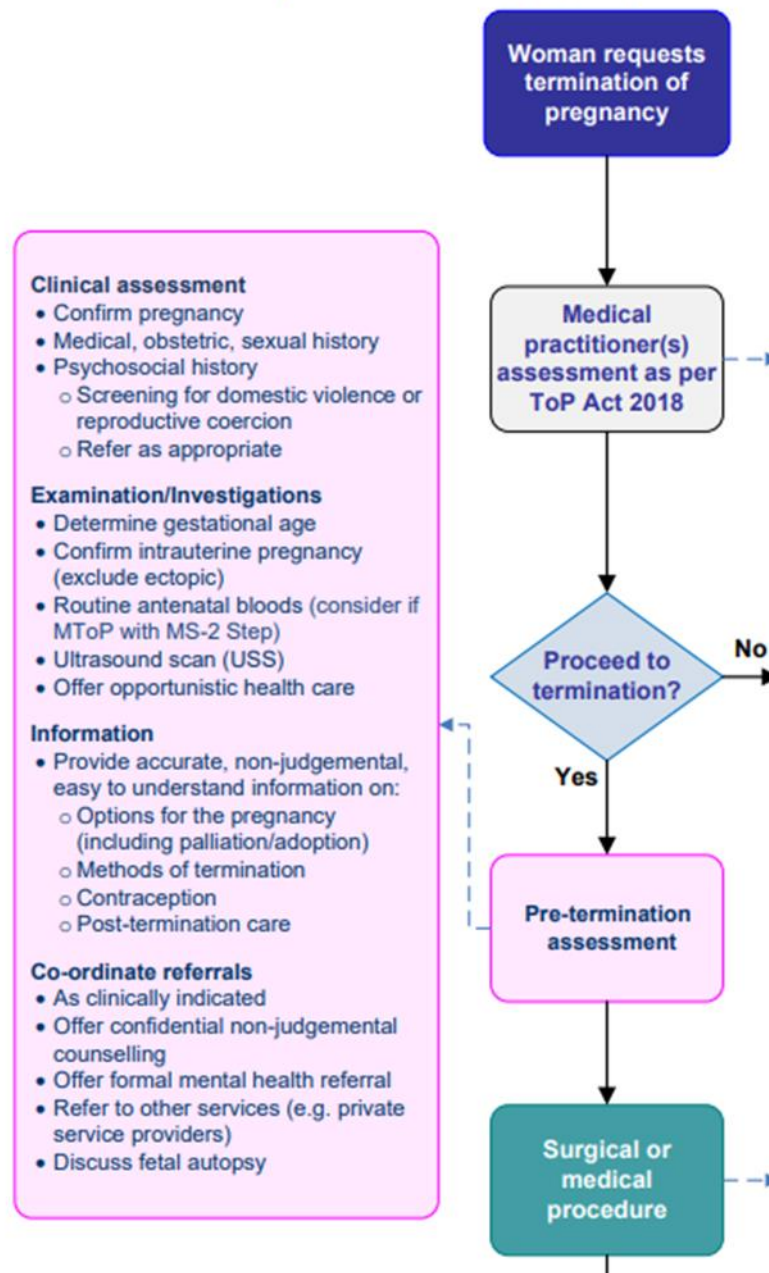 Woman requests
termination of
pregnancy
Clinical assessment
• Confirm pregnancy
• Medical, obstetric, sexual history
• Psychosocial history
o Screening for domestic violence or
reproductive coercion
o Refer as appropriate
Examination/Investigations
• Determine gestational age
• Confirm intrauterine pregnancy
(exclude ectopic)
• Routine antenatal bloods (consider if
MToP with MS-2 Step)
• Ultrasound scan (USS)
• Offer opportunistic health care
Information
• Provide accurate, non-judgemental,
easy to understand information on:
o Options for the pregnancy
(including palliation/adoption)
o Methods of termination
o Contraception
o Post-termination care
Co-ordinate referrals
• As clinically indicated
• Offer confidential non-judgemental
counselling
• Offer formal mental health referral
• Refer to other services (e.g. private
service providers)
• Discuss fetal autopsy
Medical
practitioner(s)
assessment as per
ToP Act 2018
Proceed to
termination?
No
Yes
Pre-termination
assessment
Surgical or
medical
procedure